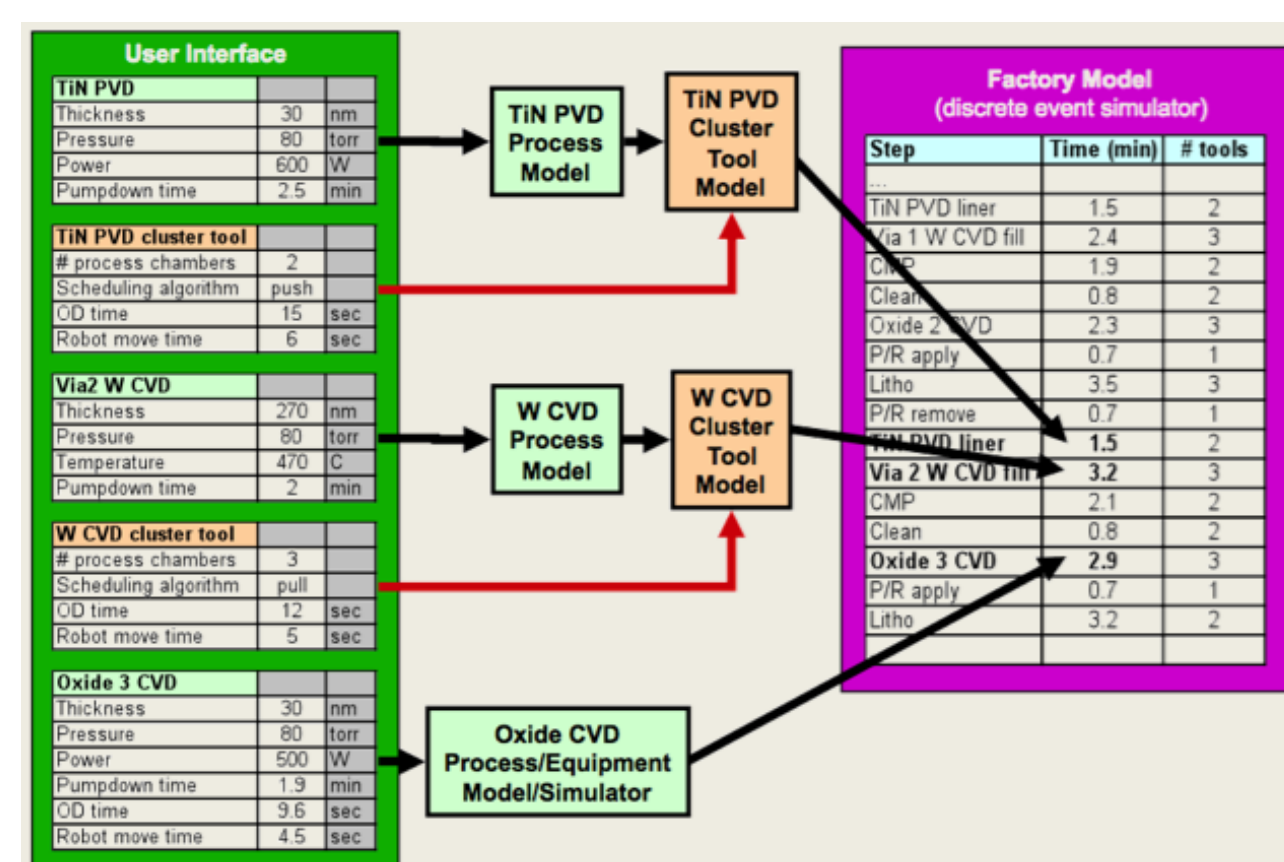 User Interface
TiN PVD
Thickness 30 nm
Pressure 80 torr
Power 600 W
Pumpdown time 2.5 min
TiN PVD cluster tool
# process chambers 2
Scheduling algorithm push
OD time 15 sec
Robot move time 6 sec
Via2 W CVD
Thickness 270 nm
Pressure 80 torr
Temperature 470 C
Pumpdown time 2 min
W CVD cluster tool
# process chambers 3
Scheduling algorithm pull
OD time 12 sec
Robot move time 5 sec
Oxide 3 CVD
Thickness 30 nm
Pressure 80 torr
Power 500 W
Pumpdown time 1.9 min
OD time 9.6 sec
Robot move time 4.5 sec
TiN PVD
Process
Model
TiN PVD
Cluster
Tool
Model
W CVD
Process
Model
W CVD
Cluster
Tool
Model
Oxide CVD
Process/Equipment
Model/Simulator
Factory Model
(discrete event simulator)
Step Time (min) # tools
...
TiN PVD liner 1.5 2
Via 1 W CVD fill 2.4 3
CMP 1.9 2
Clean 0.8 2
Oxide 2 CVD 2.3 3
P/R apply 0.7 1
Litho 3.5 3
P/R remove 0.7 1
TiN PVD liner 1.5 2
Via 2 W CVD fill 3.2 3
CMP 2.1 2
Clean 0.8 2
Oxide 3 CVD 2.9 3
P/R apply 0.7 1
Litho 3.2 2